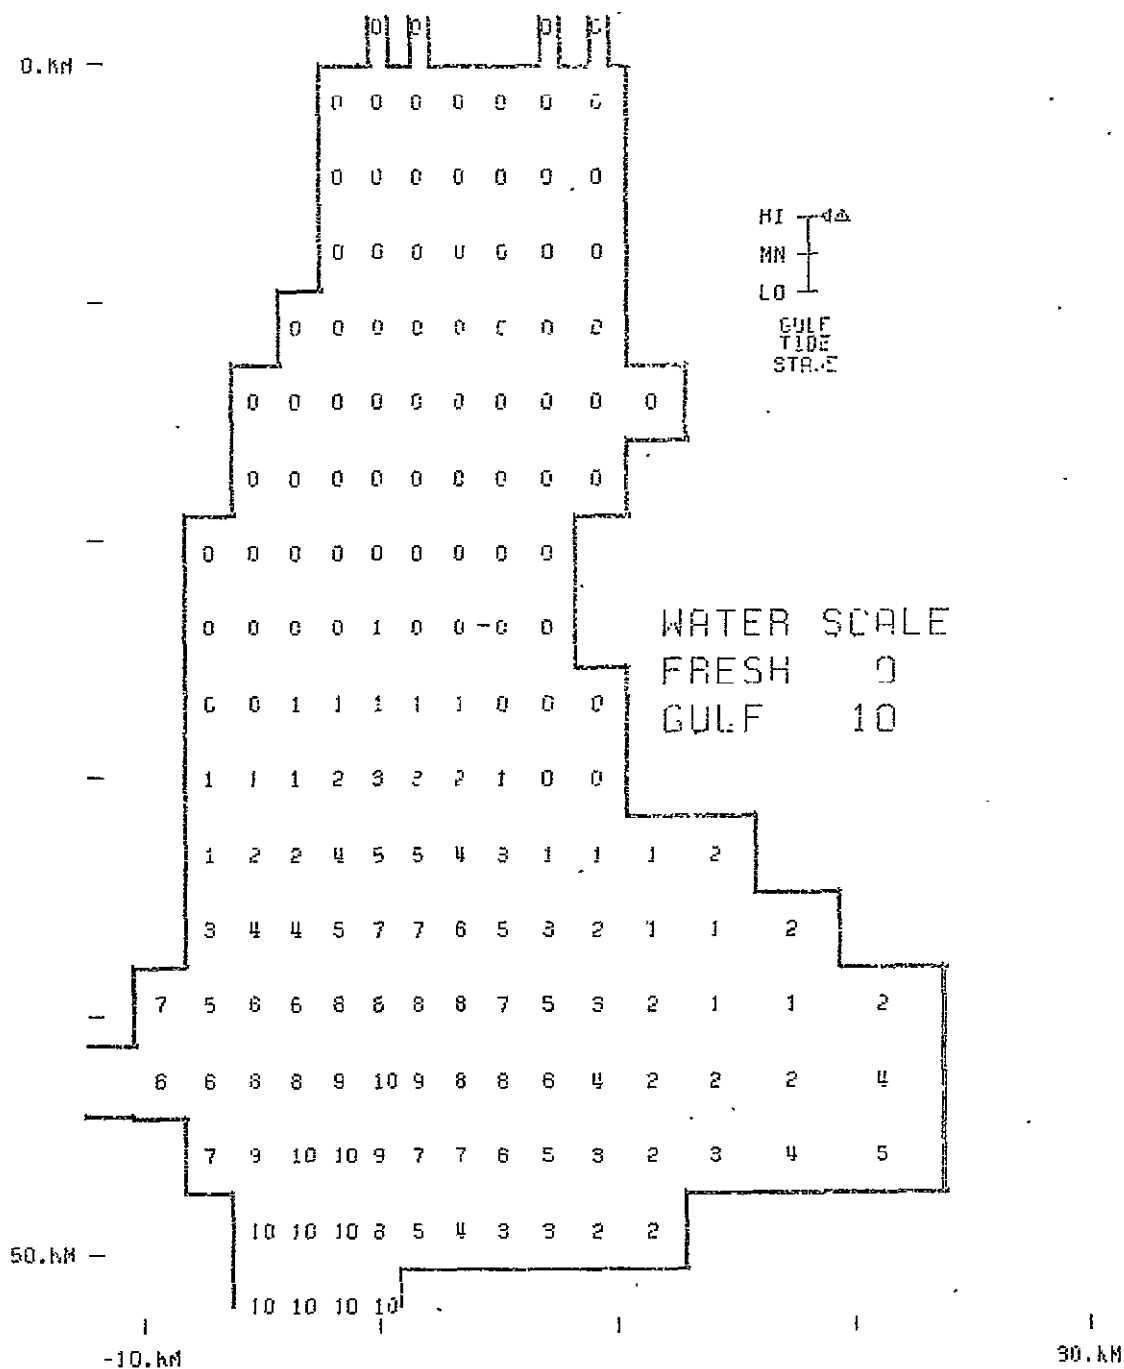 0 0 0 0
0.KM
0 0 0 0 0 0 0
0 0 0 0 0 0 0
HI
0 0 0 0 0 0 0
MN
LO
0 0 0 0 0 0 0 0
GULF
TIDE
0 0 0 0 0 0 0 0 0 0
0 0 0 0 0 0 0 0 0
0 0 0 0 0 0 0 0 0
0 0 0 0 1 0 0 -0 0
WATER SCALE
FRESH 0
GULF 10
0 0 1 1 1 1 1 0 0 0
1 1 1 2 3 2 2 1 0 0
1 2 2 4 5 5 4 3 1 1 1 2
3 4 4 5 7 7 6 5 3 2 1 1 2
7 5 6 6 8 8 8 8 7 5 3 2 1 1 2
6 6 8 8 9 10 9 8 8 6 4 2 2 2 4
7 9 10 10 9 7 7 6 5 3 2 3 4 5
10 10 10 8 5 4 3 3 2 2
50.KM
10 10 10 10
-10.KM 30.KM